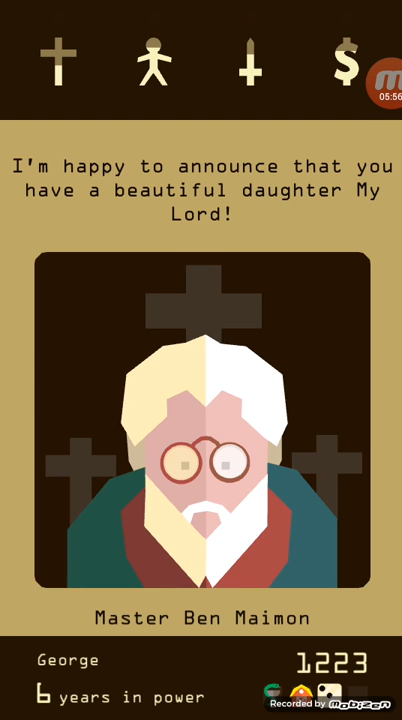 $
05:56
I'm happy to announce that you
have a beautiful daughter My
Lord!
Master Ben Maimon
George
1223
6 years in power
Recorded by mobizen